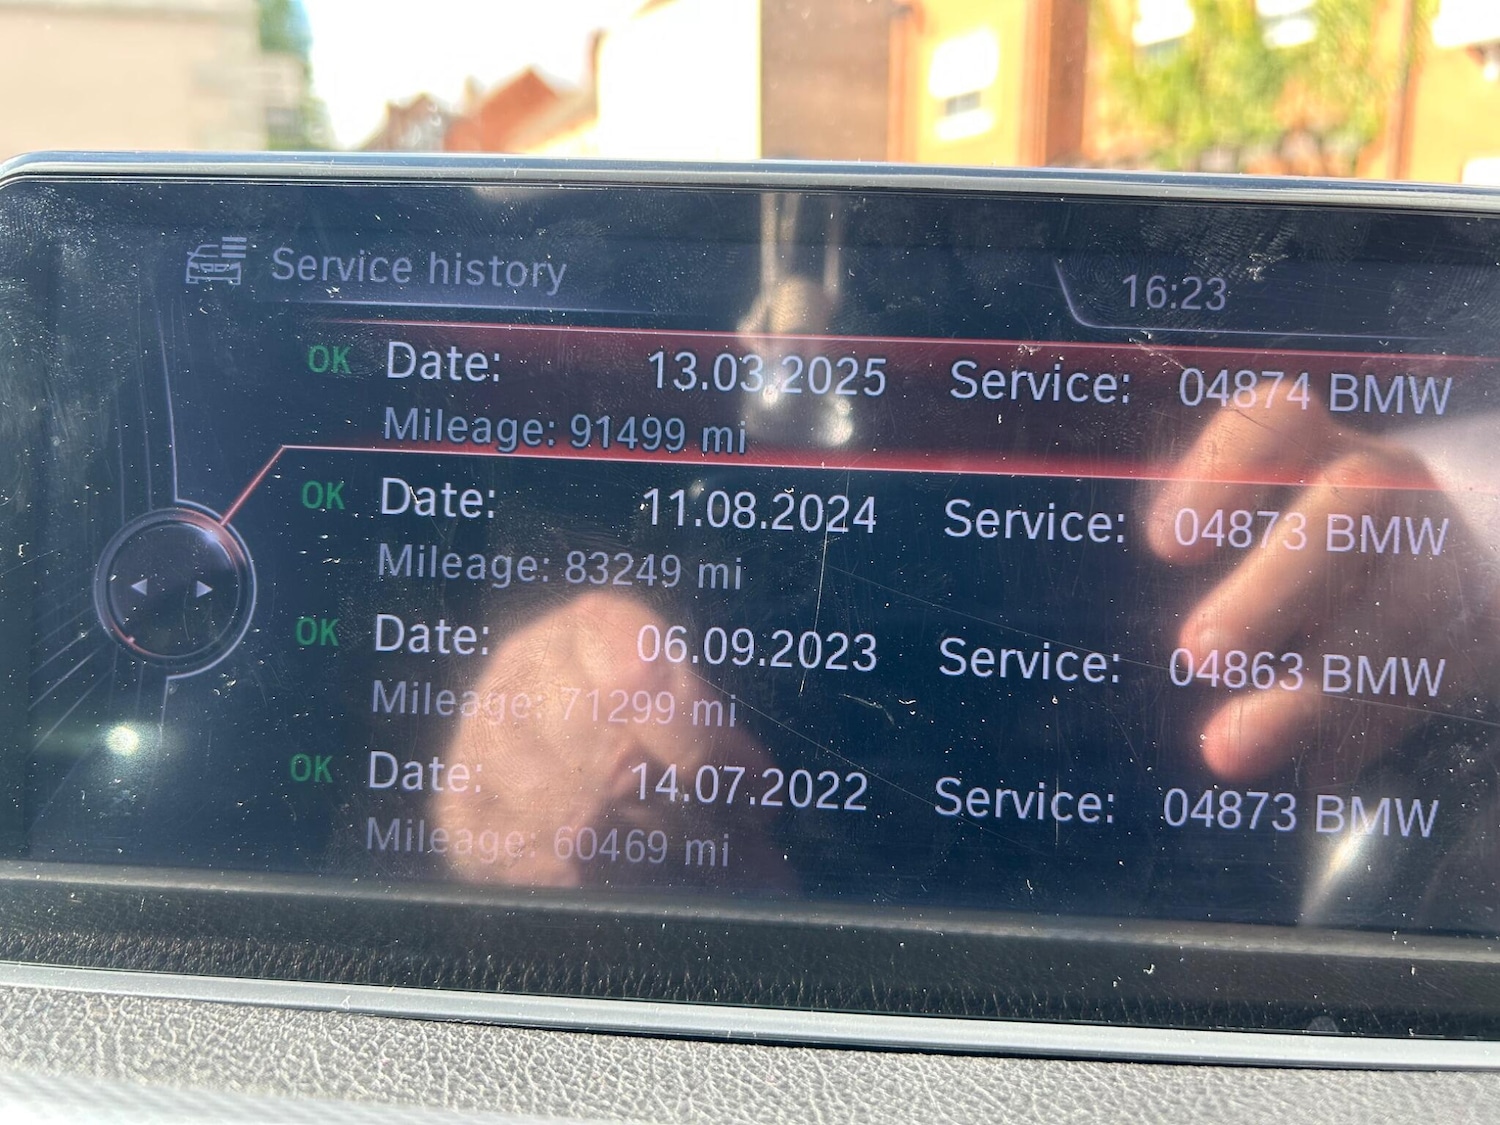 Service history 16:23
OK Date: 13.03.2025 Service: 04874 BMW
Mileage: 91499 mi
OK Date: 11.08.2024 Service: 04873 BMW
Mileage: 83249 mi
OK Date: 06.09.2023 Service: 04863 BMW
Mileage: 71299 mi
OK Date: 14.07.2022 Service: 04873 BMW
Mileage: 60469 mi